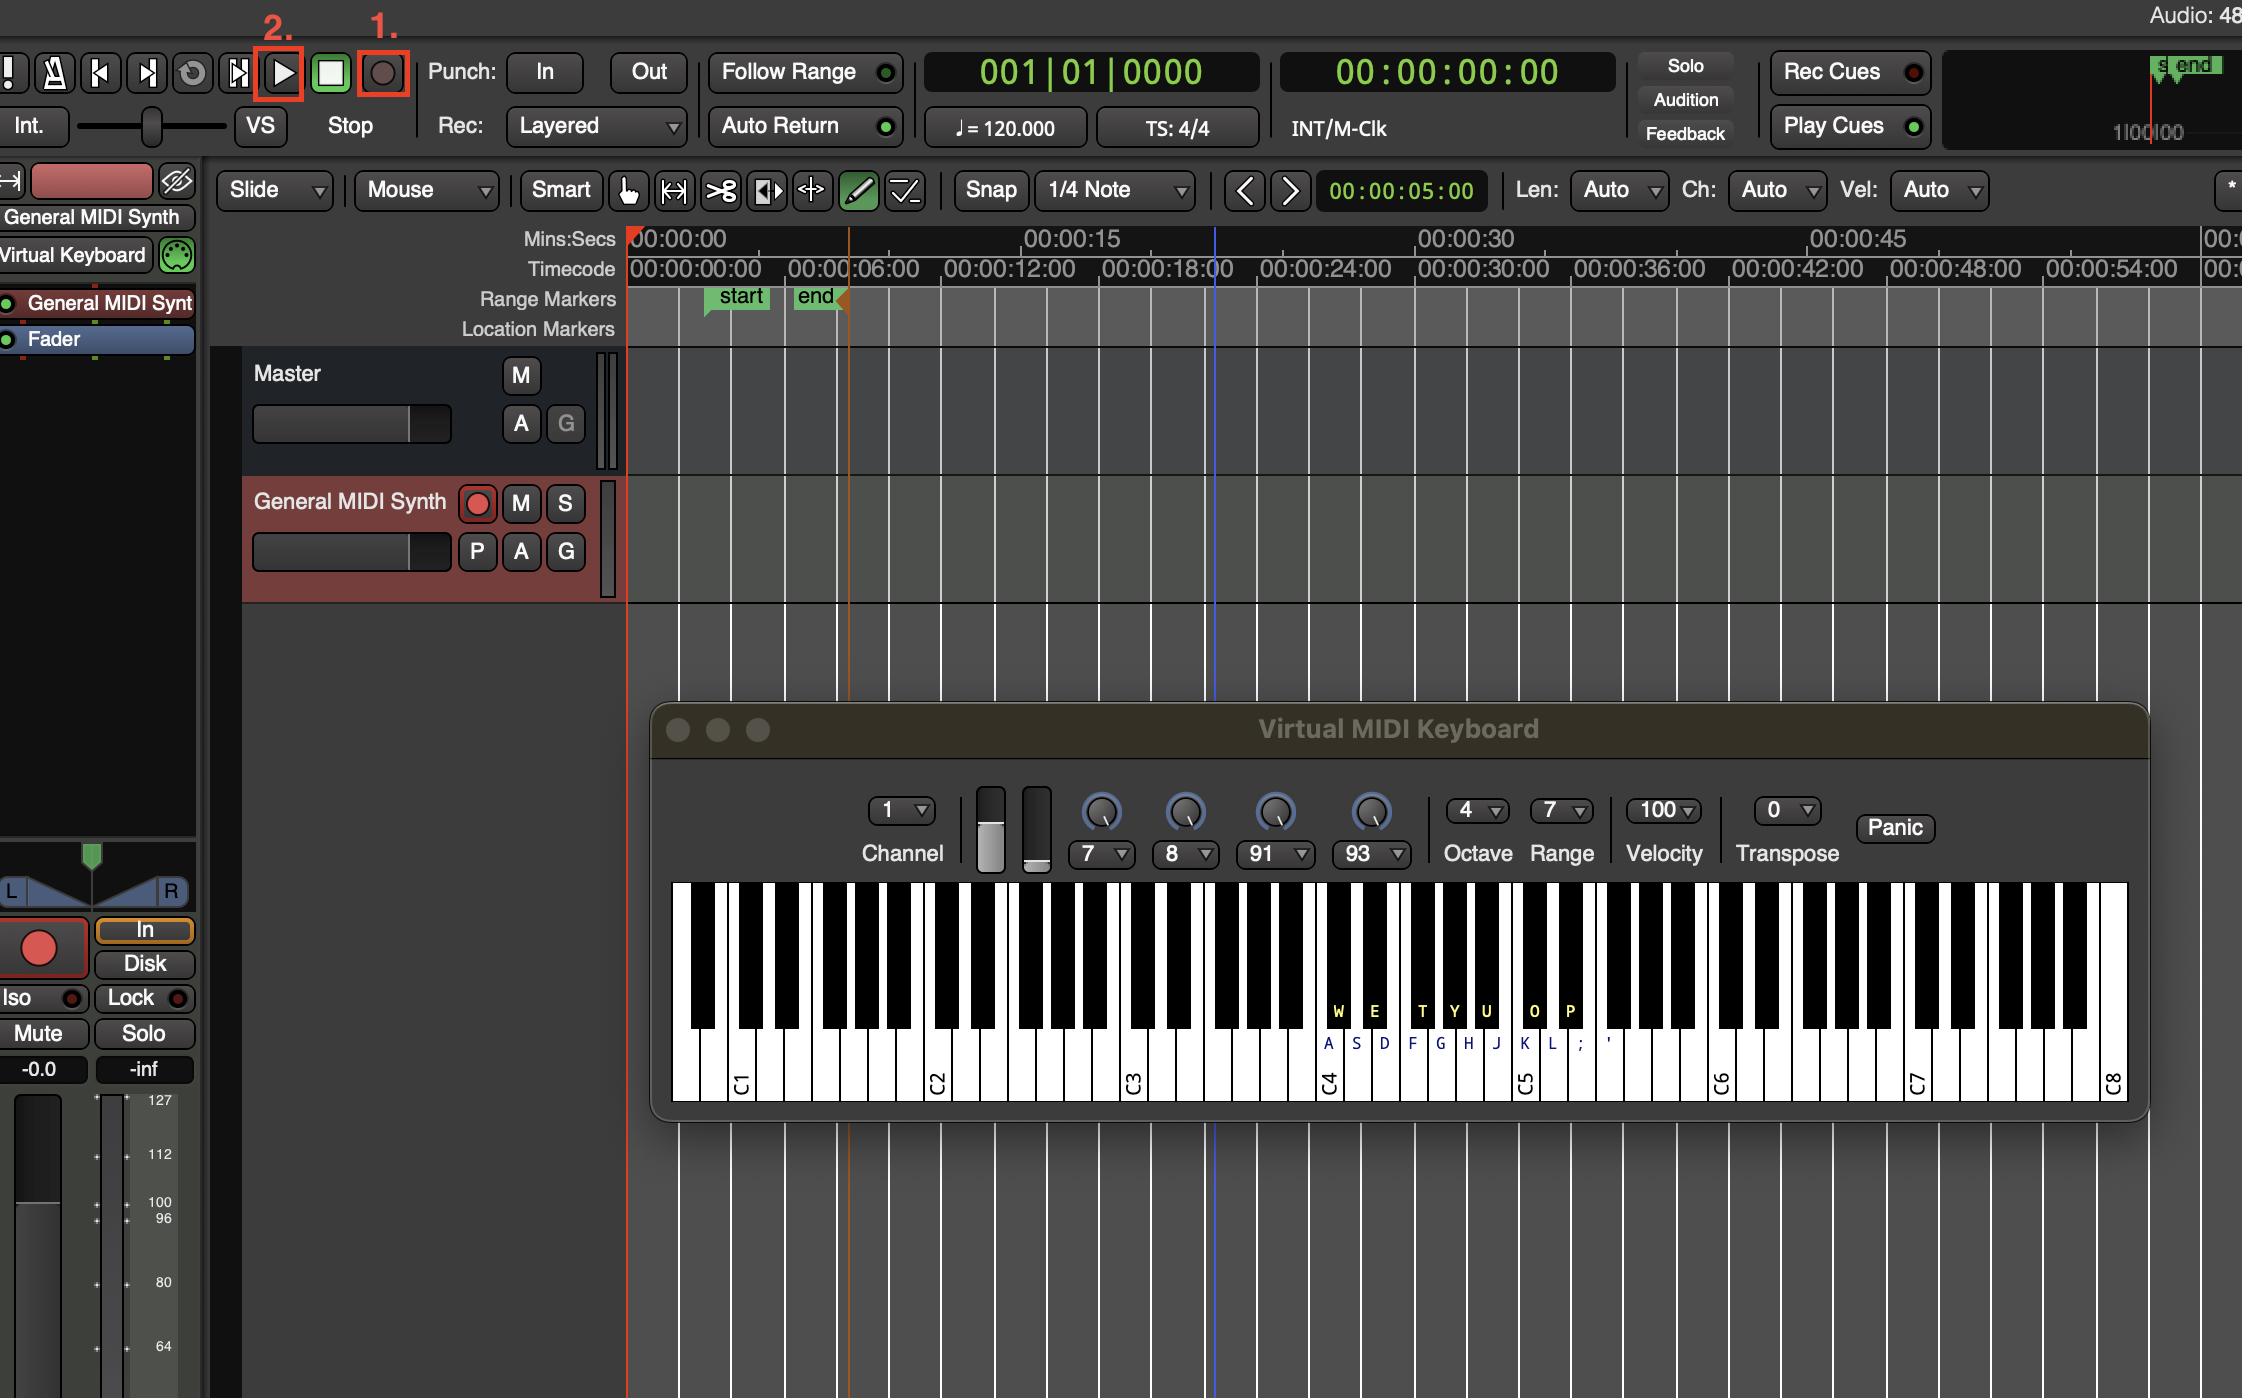 Audio: 48
2. 1.
Punch: In Out Follow Range 001|01|0000 00:00:00:00 Solo Rec Cues s end
Audition
Int. VS Stop Rec: Layered Auto Return ♩= 120.000 TS: 4/4 INT/M-Clk Feedback Play Cues
Slide Mouse Smart Snap 1/4 Note 00:00:05:00 Len: Auto Ch: Auto Vel: Auto *
General MIDI Synth
Virtual Keyboard
General MIDI Synt
Fader
Mins:Secs 00:00:00 00:00:15 00:00:30 00:00:45 00:
Timecode 00:00:00:00 00:00:06:00 00:00:12:00 00:00:18:00 00:00:24:00 00:00:30:00 00:00:36:00 00:00:42:00 00:00:48:00 00:00:54:00 00:
Range Markers start end
Location Markers
Master M
A G
General MIDI Synth M S
P A G
Virtual MIDI Keyboard
1 4 7 100 0 Panic
Channel 7 8 91 93 Octave Range Velocity Transpose
W E T Y U O P
A S D F G H J K L ; '
C1 C2 C3 C4 C5 C6 C7 C8
L R
In
Disk
Iso Lock
Mute Solo
-0.0 -inf
127
112
100
96
80
64